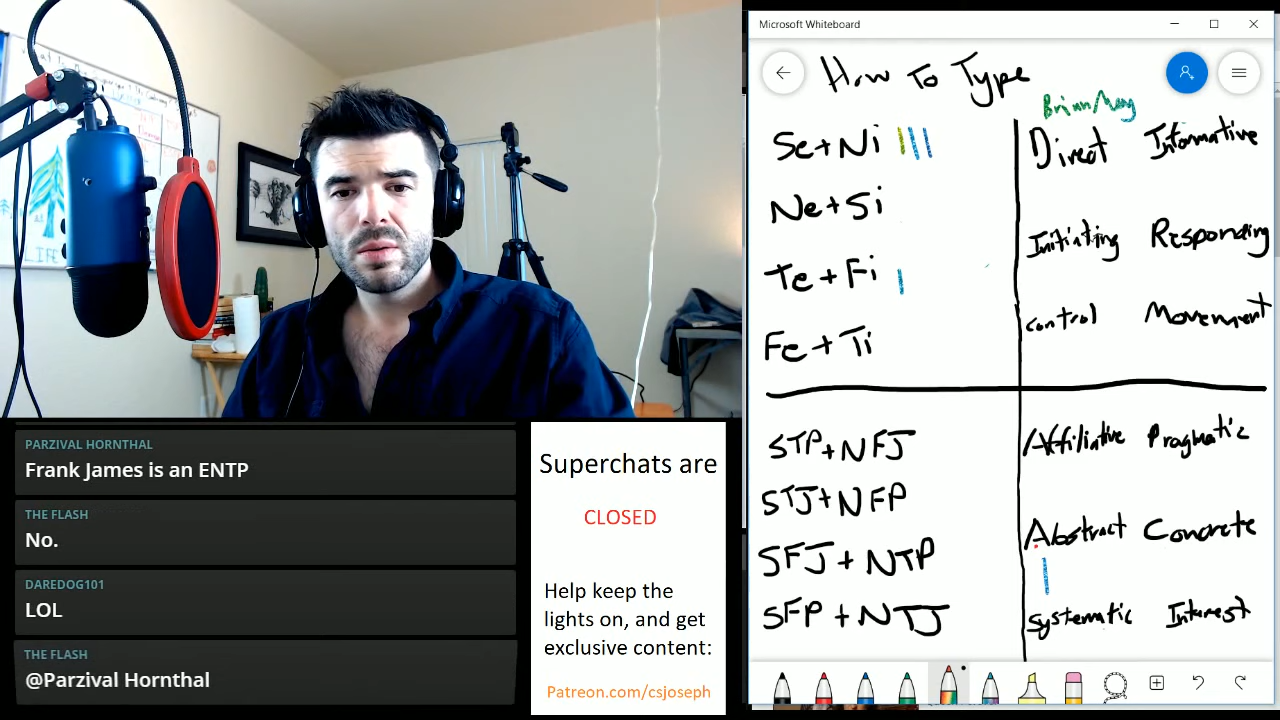 LIFE
PARZIVAL HORNTHAL
Frank James is an ENTP
THE FLASH
No.
DAREDOG101
LOL
THE FLASH
@Parzival Hornthal
Superchats are
CLOSED
Help keep the
lights on, and get
exclusive content:
Patreon.com/csjoseph
Microsoft Whiteboard
How To Type
Brian May
Se+Ni
Ne+Si
Te + Fi
Fe + Ti
Direct Informative
Initiating Responding
control Movement
STP+NFJ
STJ+NFP
SFJ + NTP
SFP + NTJ
Affiliative Pragmatic
Abstract Concrete
Systematic Interest